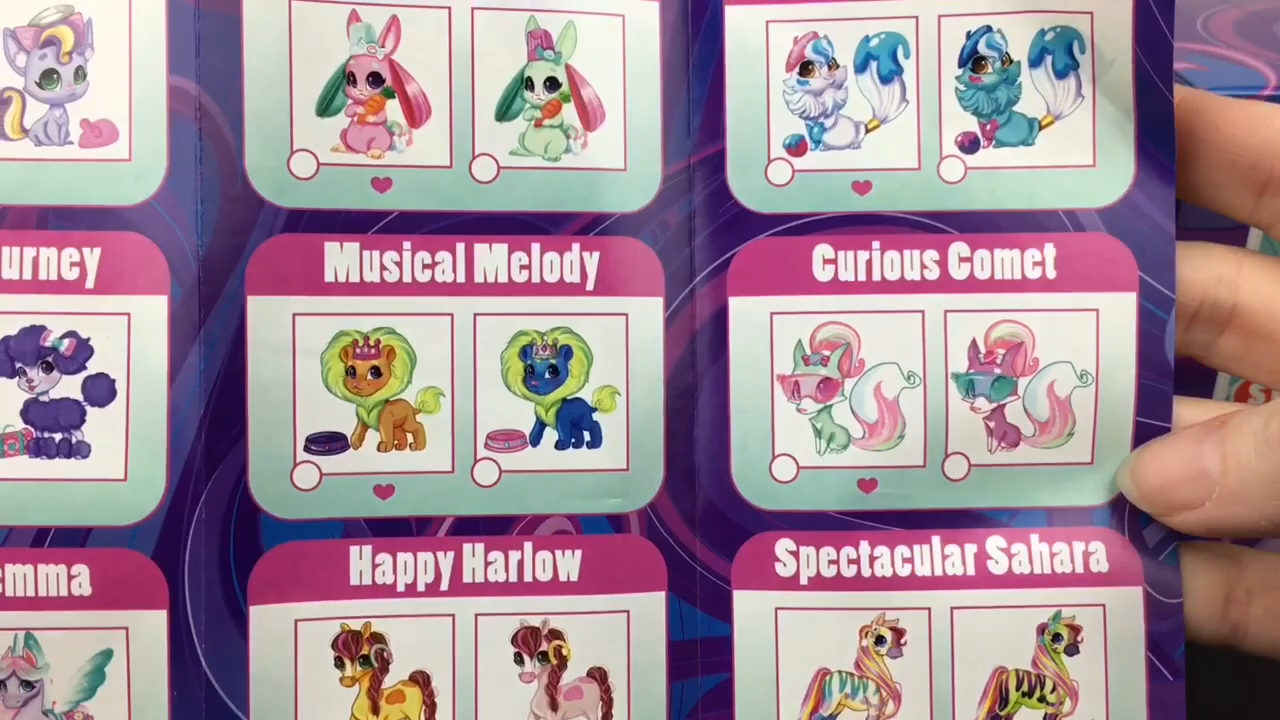 urney
Musical Melody
Curious Comet
emma
Happy Harlow
Spectacular Sahara